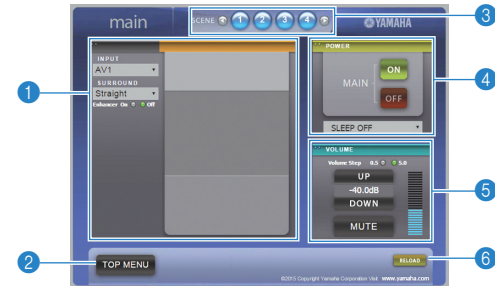 main
SCENE 1 2 3 4
YAMAHA
3
1
INPUT
AV1
SURROUND
Straight
Enhancer On Off
POWER
MAIN
ON
OFF
SLEEP OFF
4
VOLUME
Volume Step 0.5 5.0
UP
-40.0dB
DOWN
MUTE
5
2
TOP MENU
RELOAD
6
©2015 Copyright Yamaha Corporation Visit www.yamaha.com